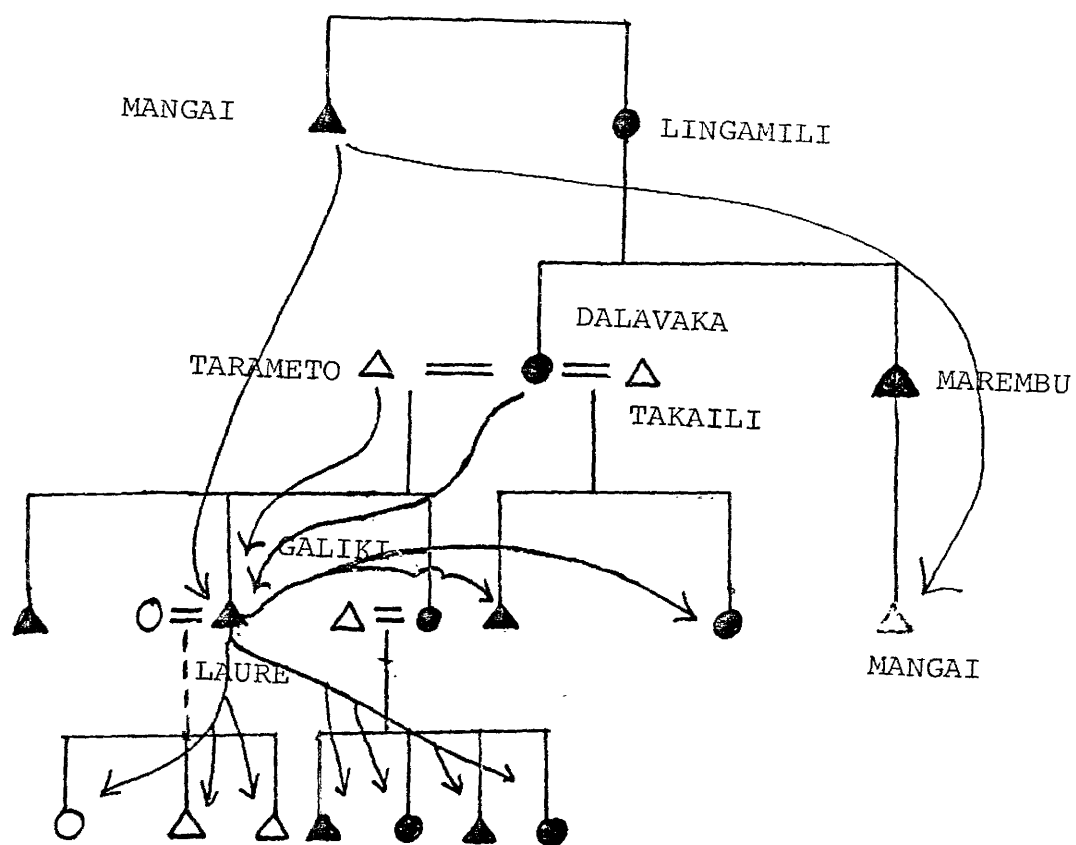 MANGAI
LINGAMILI
DALAVAKA
TARAMETO
MAREMBU
TAKAILI
GALIKI
LAURE
MANGAI